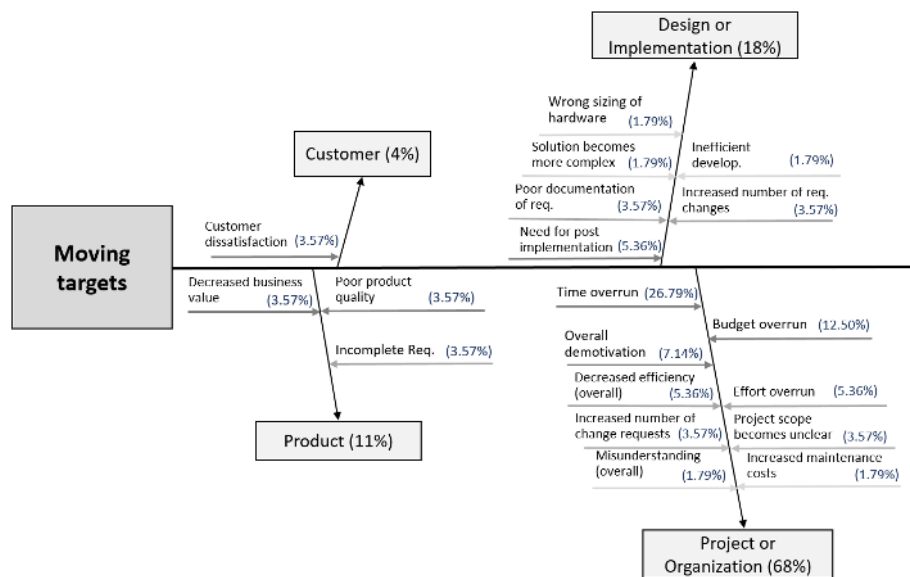 Design or
Implementation (18%)
Wrong sizing of
hardware (1.79%)
Solution becomes
more complex (1.79%)
Inefficient
develop. (1.79%)
Customer (4%)
Poor documentation
of req. (3.57%)
Increased number of req.
changes (3.57%)
Customer
dissatisfaction (3.57%)
Need for post
implementation (5.36%)
Moving
targets
Decreased business
value (3.57%)
Poor product
quality (3.57%)
Incomplete Req. (3.57%)
Product (11%)
Time overrun (26.79%)
Budget overrun (12.50%)
Overall
demotivation (7.14%)
Decreased efficiency
(overall) (5.36%)
Effort overrun (5.36%)
Increased number of
change requests (3.57%)
Project scope
becomes unclear (3.57%)
Misunderstanding
(overall) (1.79%)
Increased maintenance
costs (1.79%)
Project or
Organization (68%)